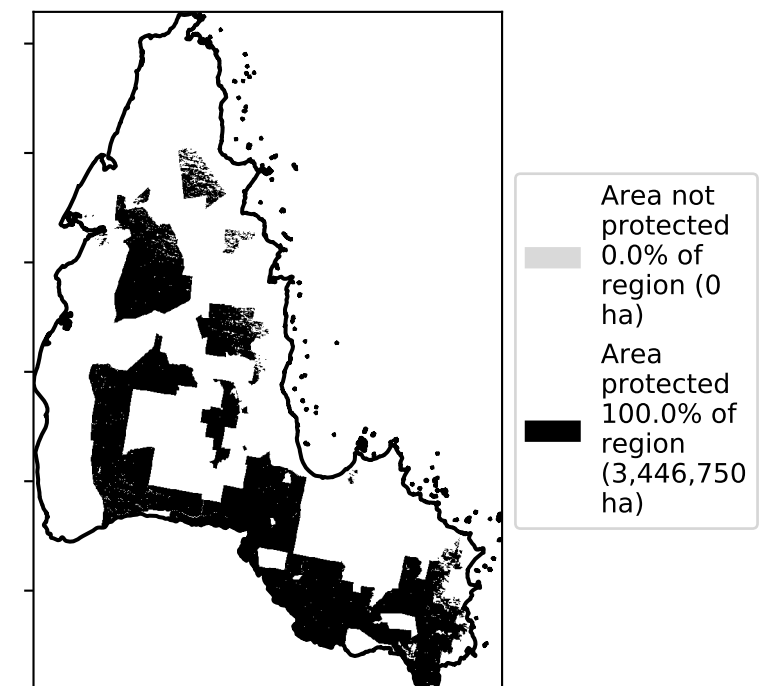 Area not
protected
0.0% of
region (0
ha)
Area
protected
100.0% of
region
(3,446,750
ha)